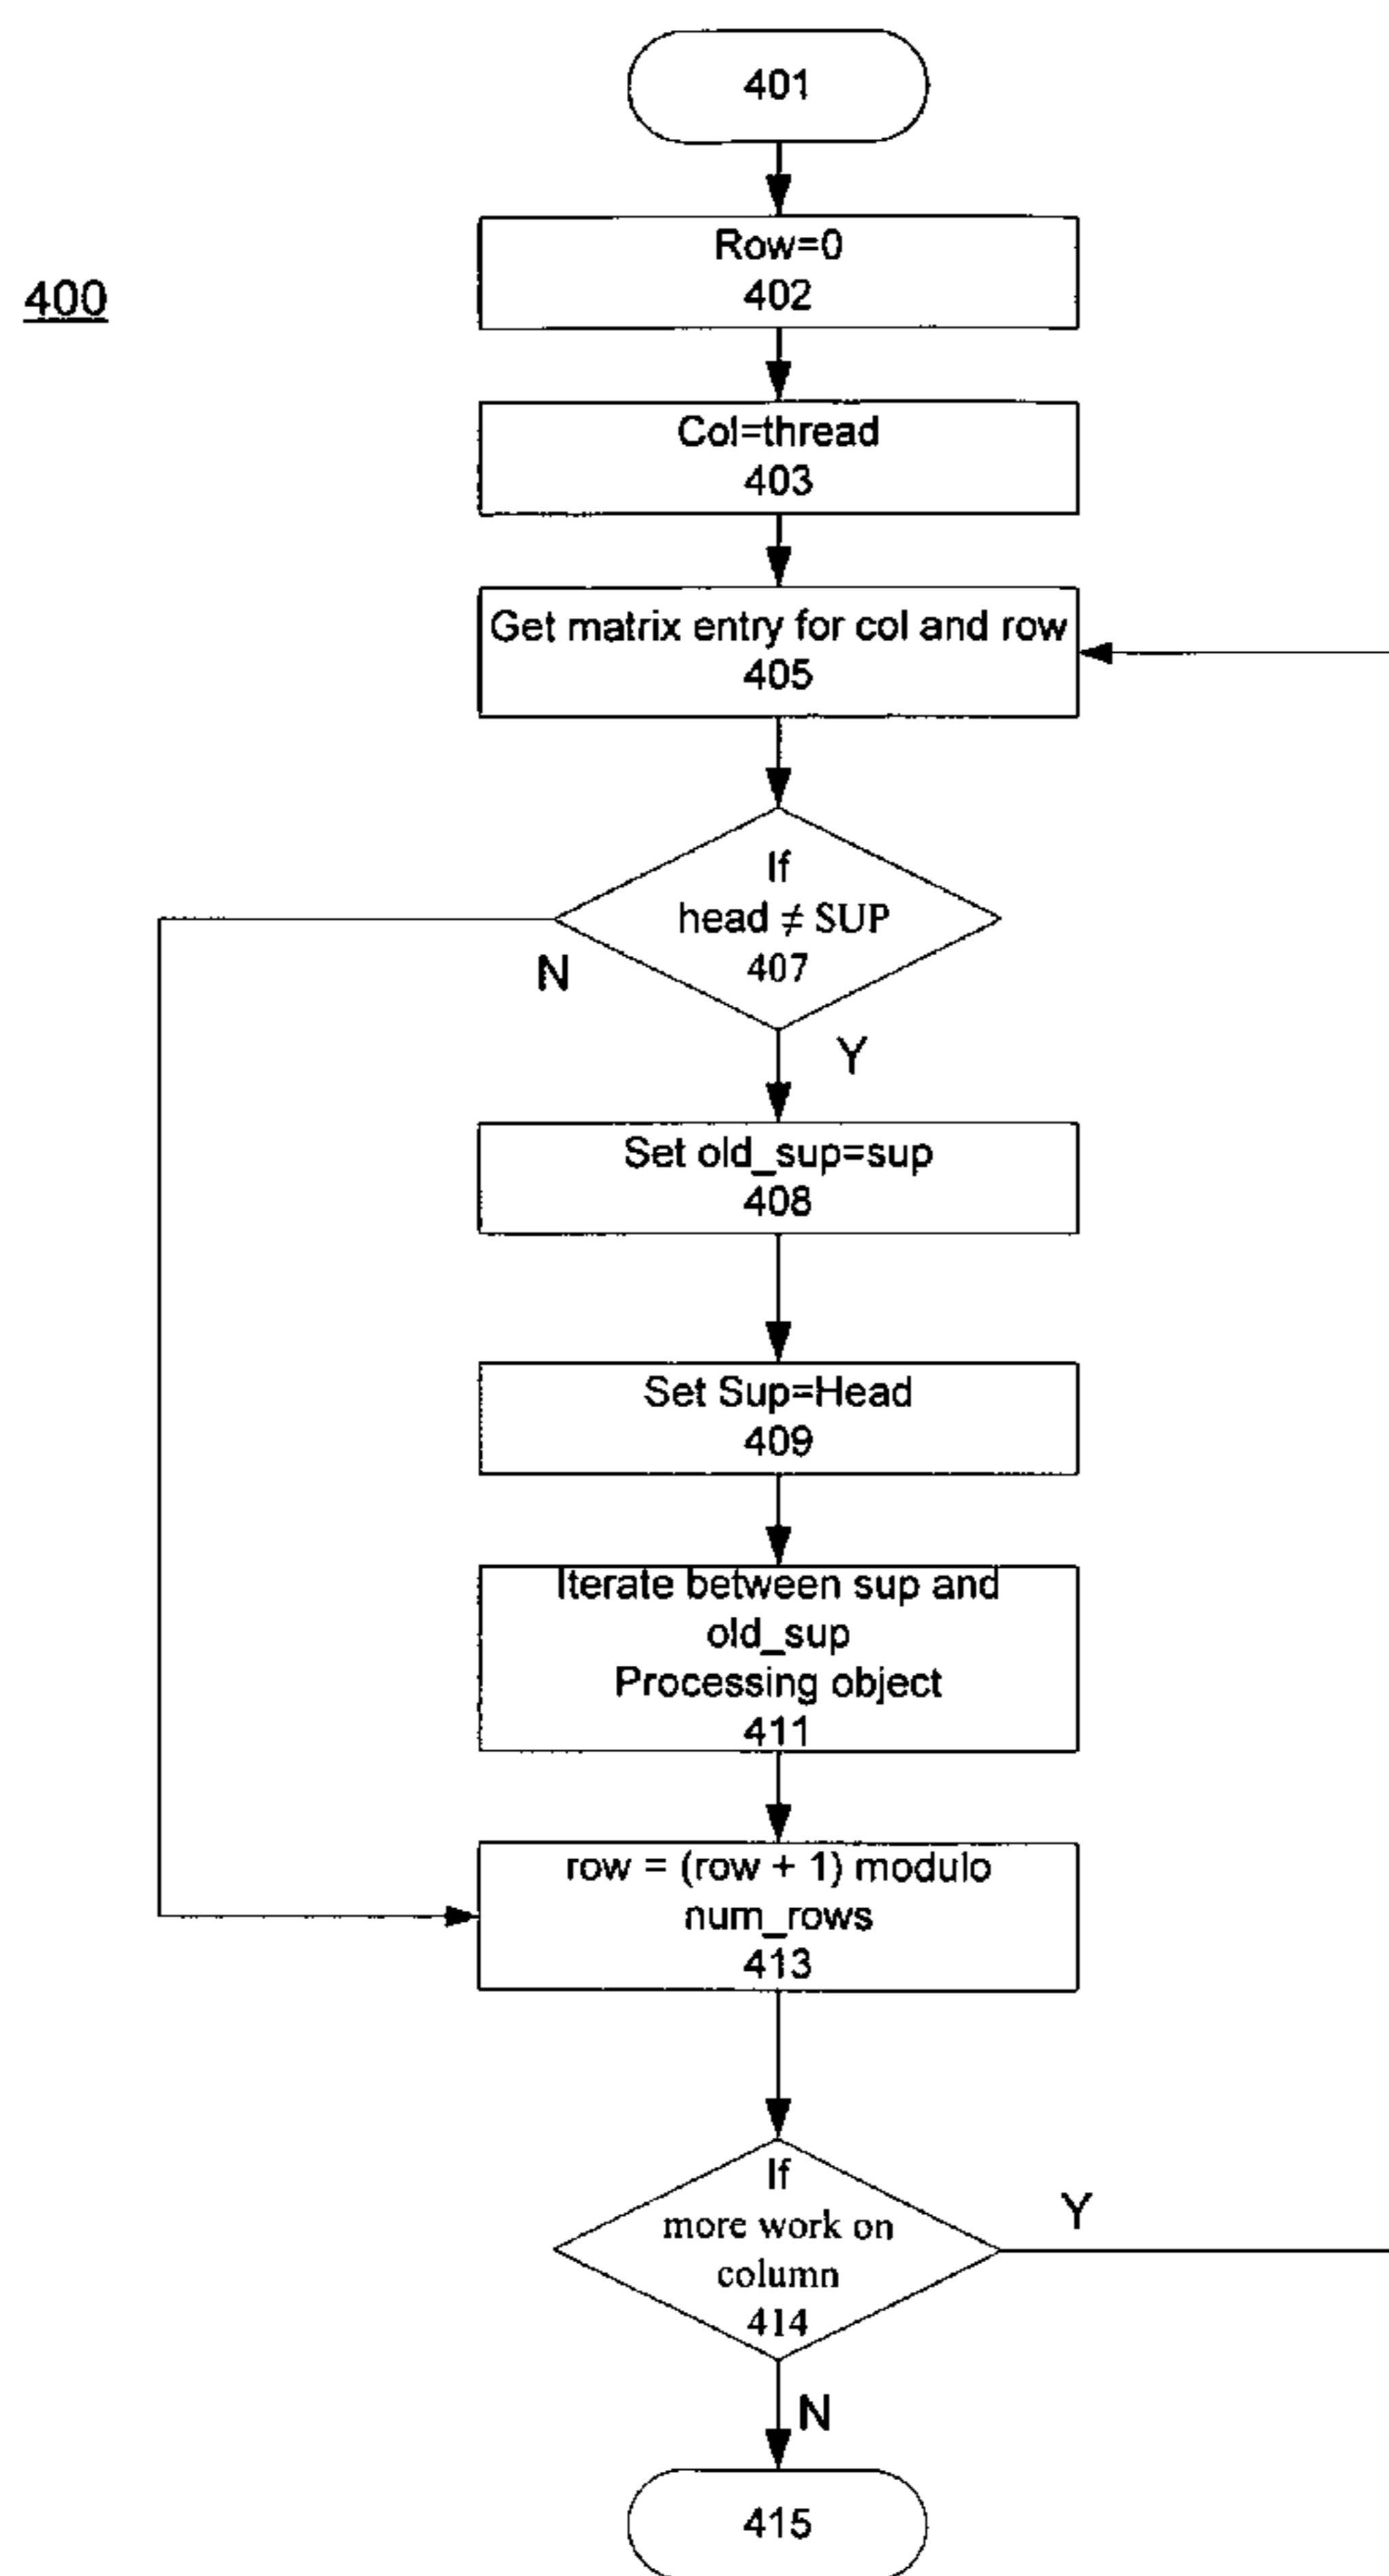 401
Row=0
402
400
Col=thread
403
Get matrix entry for col and row
405
If
head ≠ SUP
407
N
Y
Set old_sup=sup
408
Set Sup=Head
409
Iterate between sup and
old_sup
Processing object
411
row = (row + 1) modulo
num_rows
413
If
more work on
column
414
Y
N
415